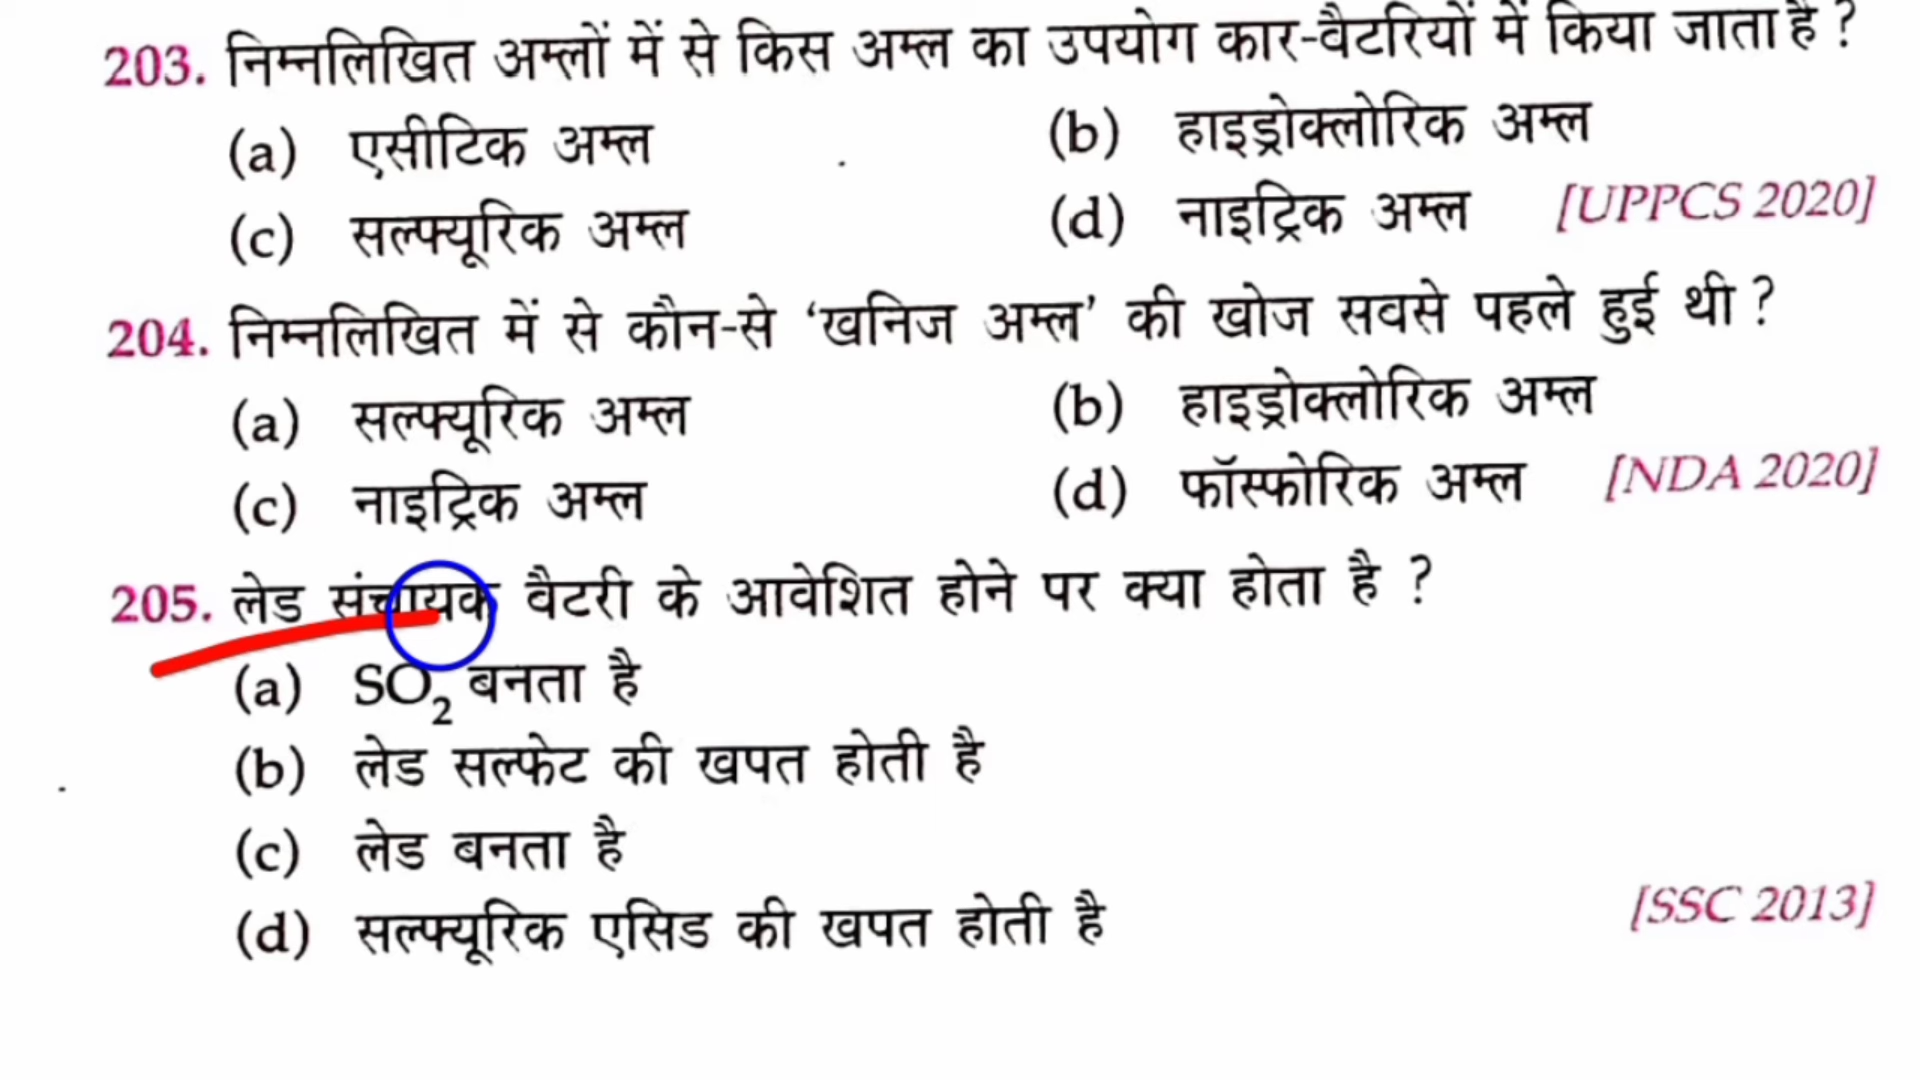 203. निम्नलिखित अम्लों में से किस अम्ल का उपयोग कार-वैटरियों में किया जाता है ?
(a) एसीटिक अम्ल (b) हाइड्रोक्लोरिक अम्ल
(c) सल्फ्यूरिक अम्ल (d) नाइट्रिक अम्ल [UPPCS 2020]
204. निम्नलिखित में से कौन-से ‘खनिज अम्ल’ की खोज सवसे पहले हुई थी ?
(a) सल्फ्यूरिक अम्ल (b) हाइड्रोक्लोरिक अम्ल
(c) नाइट्रिक अम्ल (d) फॉस्फोरिक अम्ल [NDA 2020]
205. लेड संचायक वैटरी के आवेशित होने पर क्या होता है ?
(a) SO₂ बनता है
(b) लेड सल्फेट की खपत होती है
(c) लेड बनता है
(d) सल्फ्यूरिक एसिड की खपत होती है [SSC 2013]